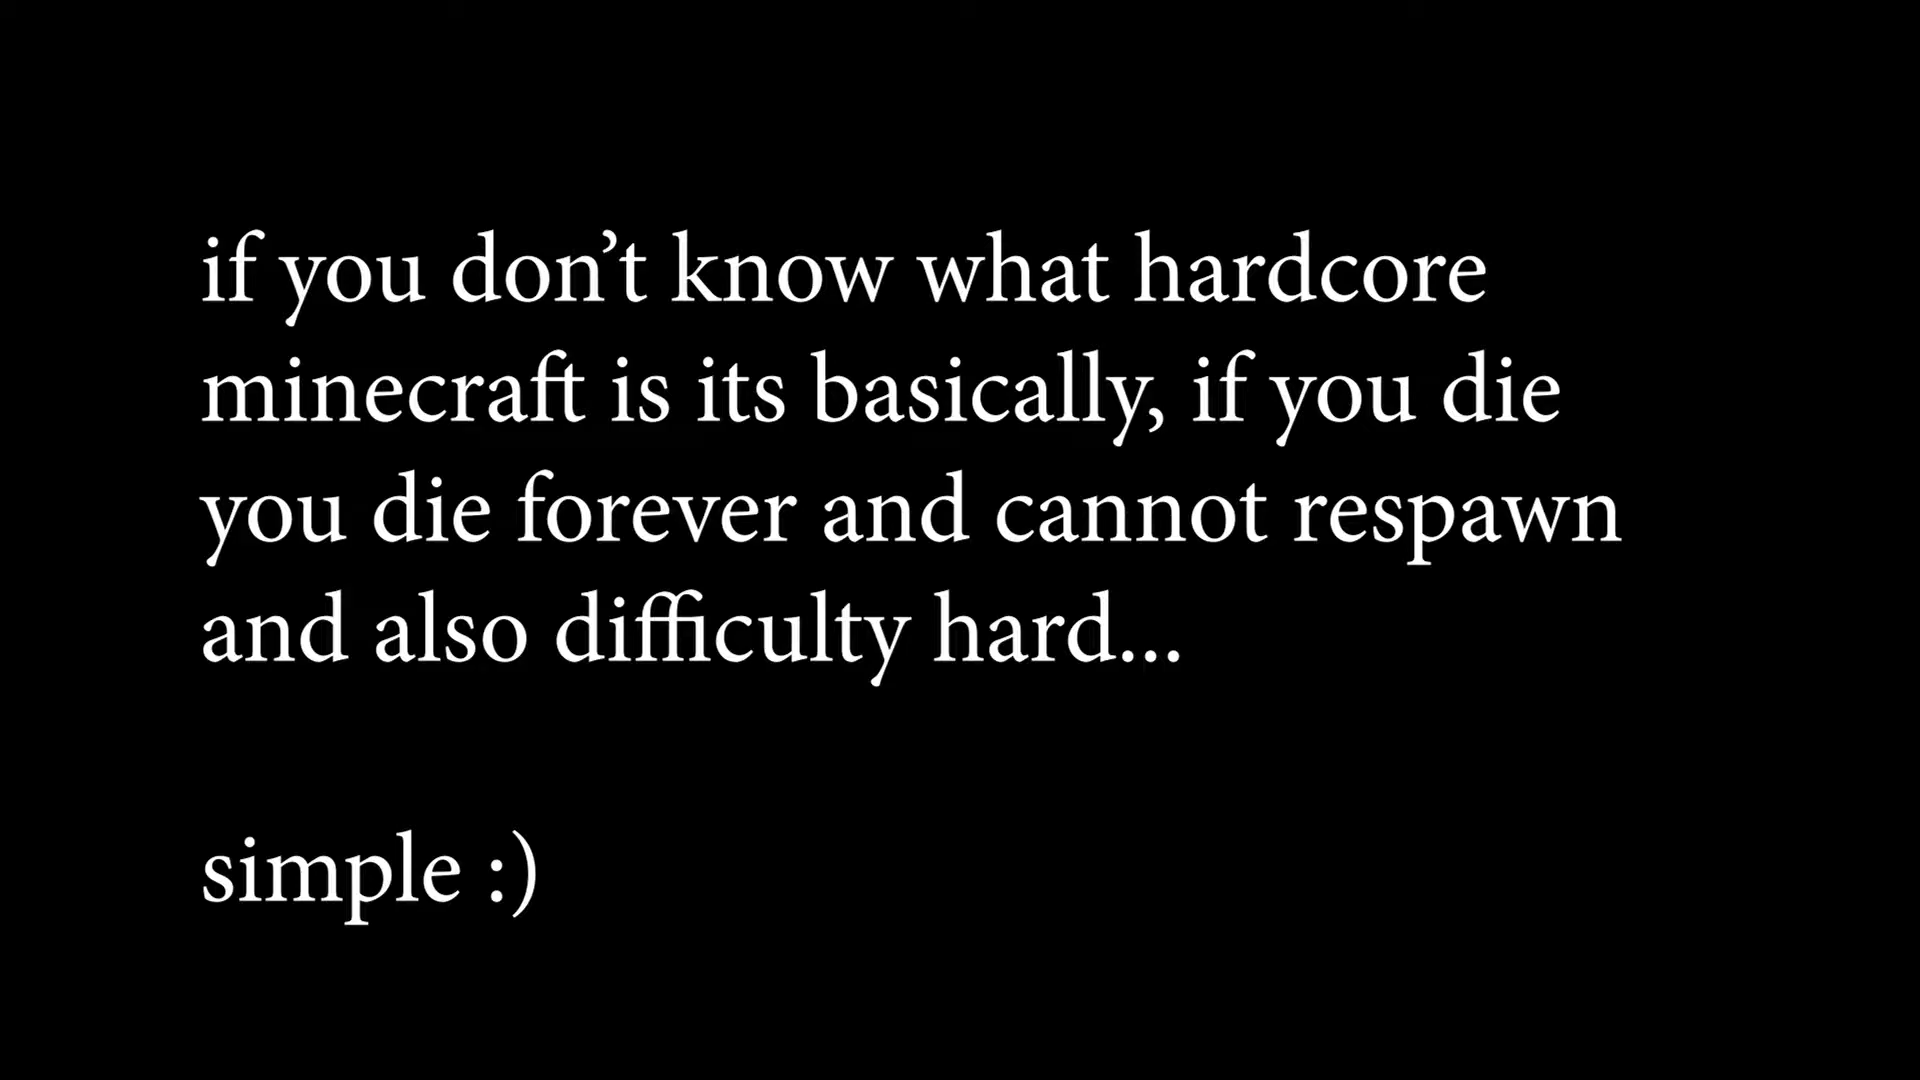 if you don’t know what hardcore
minecraft is its basically, if you die
you die forever and cannot respawn
and also difficulty hard...
simple :)